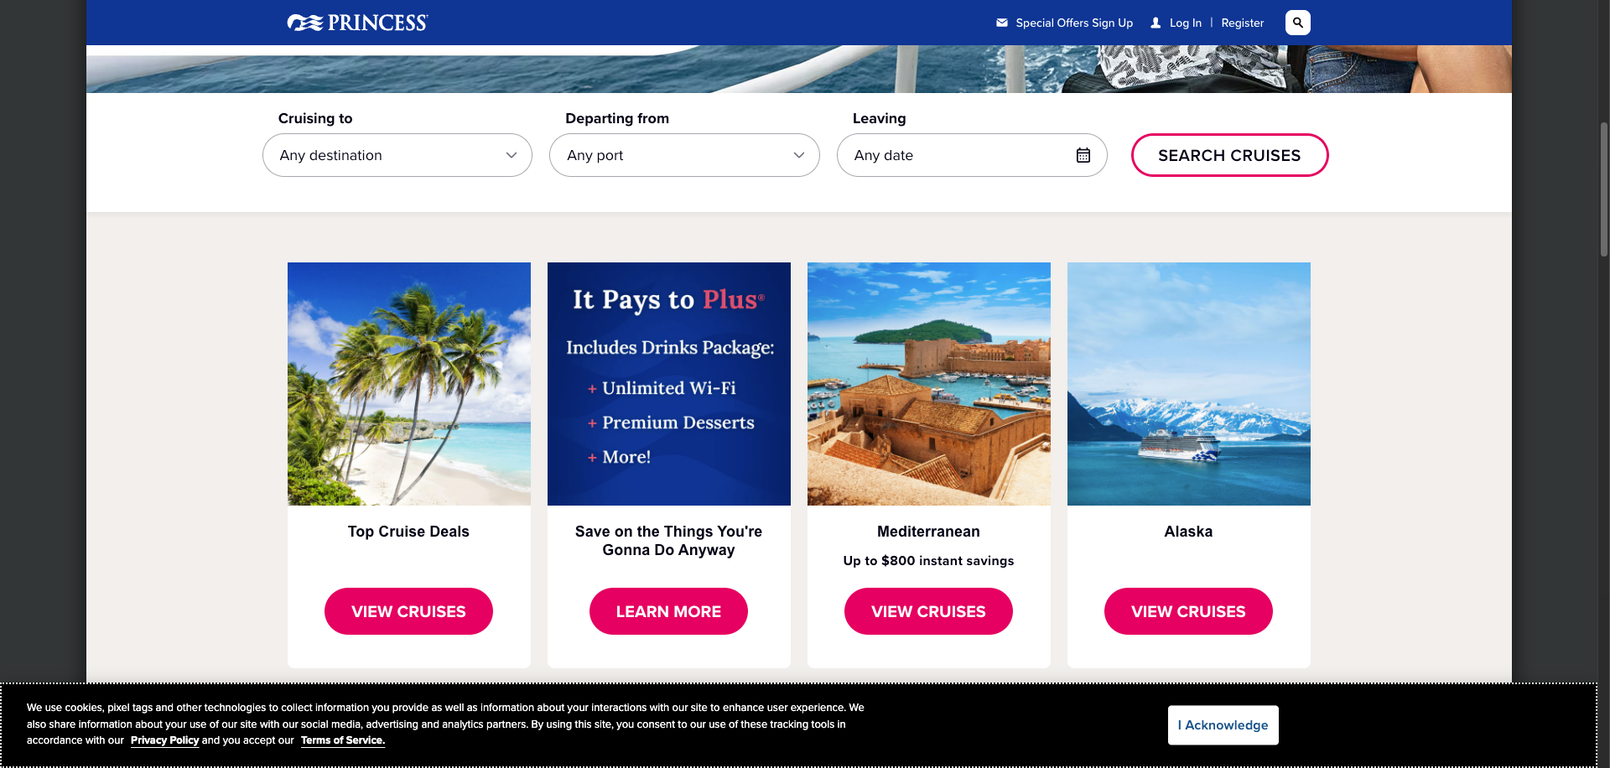 PRINCESS
Special Offers Sign Up
Log In | Register
Cruising to
Any destination
Departing from
Any port
Leaving
Any date
SEARCH CRUISES
Top Cruise Deals
VIEW CRUISES
It Pays to Plus®
Includes Drinks Package:
+ Unlimited Wi-Fi
+ Premium Desserts
+ More!
Save on the Things You're
Gonna Do Anyway
LEARN MORE
Mediterranean
Up to $800 instant savings
VIEW CRUISES
Alaska
VIEW CRUISES
We use cookies, pixel tags and other technologies to collect information you provide as well as information about your interactions with our site to enhance user experience. We
also share information about your use of our site with our social media, advertising and analytics partners. By using this site, you consent to our use of these tracking tools in
accordance with our Privacy Policy and you accept our Terms of Service.
I Acknowledge